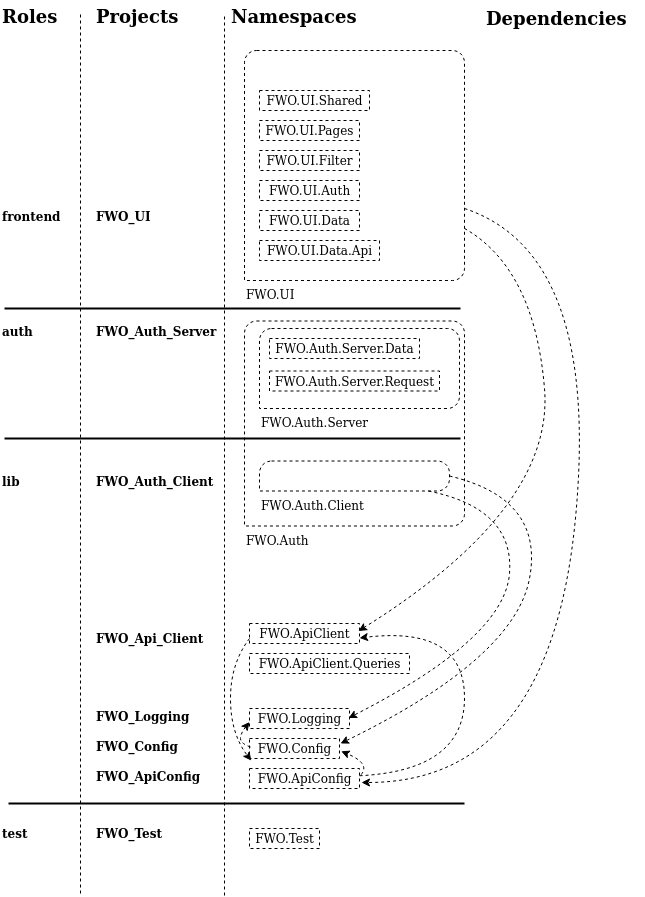 Roles Projects Namespaces Dependencies
FWO.UI.Shared
FWO.UI.Pages
FWO.UI.Filter
FWO.UI.Auth
frontend FWO_UI FWO.UI.Data
FWO.UI.Data.Api
FWO.UI
auth FWO_Auth_Server
FWO.Auth.Server.Data
FWO.Auth.Server.Request
FWO.Auth.Server
lib FWO_Auth_Client
FWO.Auth.Client
FWO.Auth
FWO_Api_Client FWO.ApiClient
FWO.ApiClient.Queries
FWO_Logging FWO.Logging
FWO_Config FWO.Config
FWO_ApiConfig FWO.ApiConfig
test FWO_Test FWO.Test